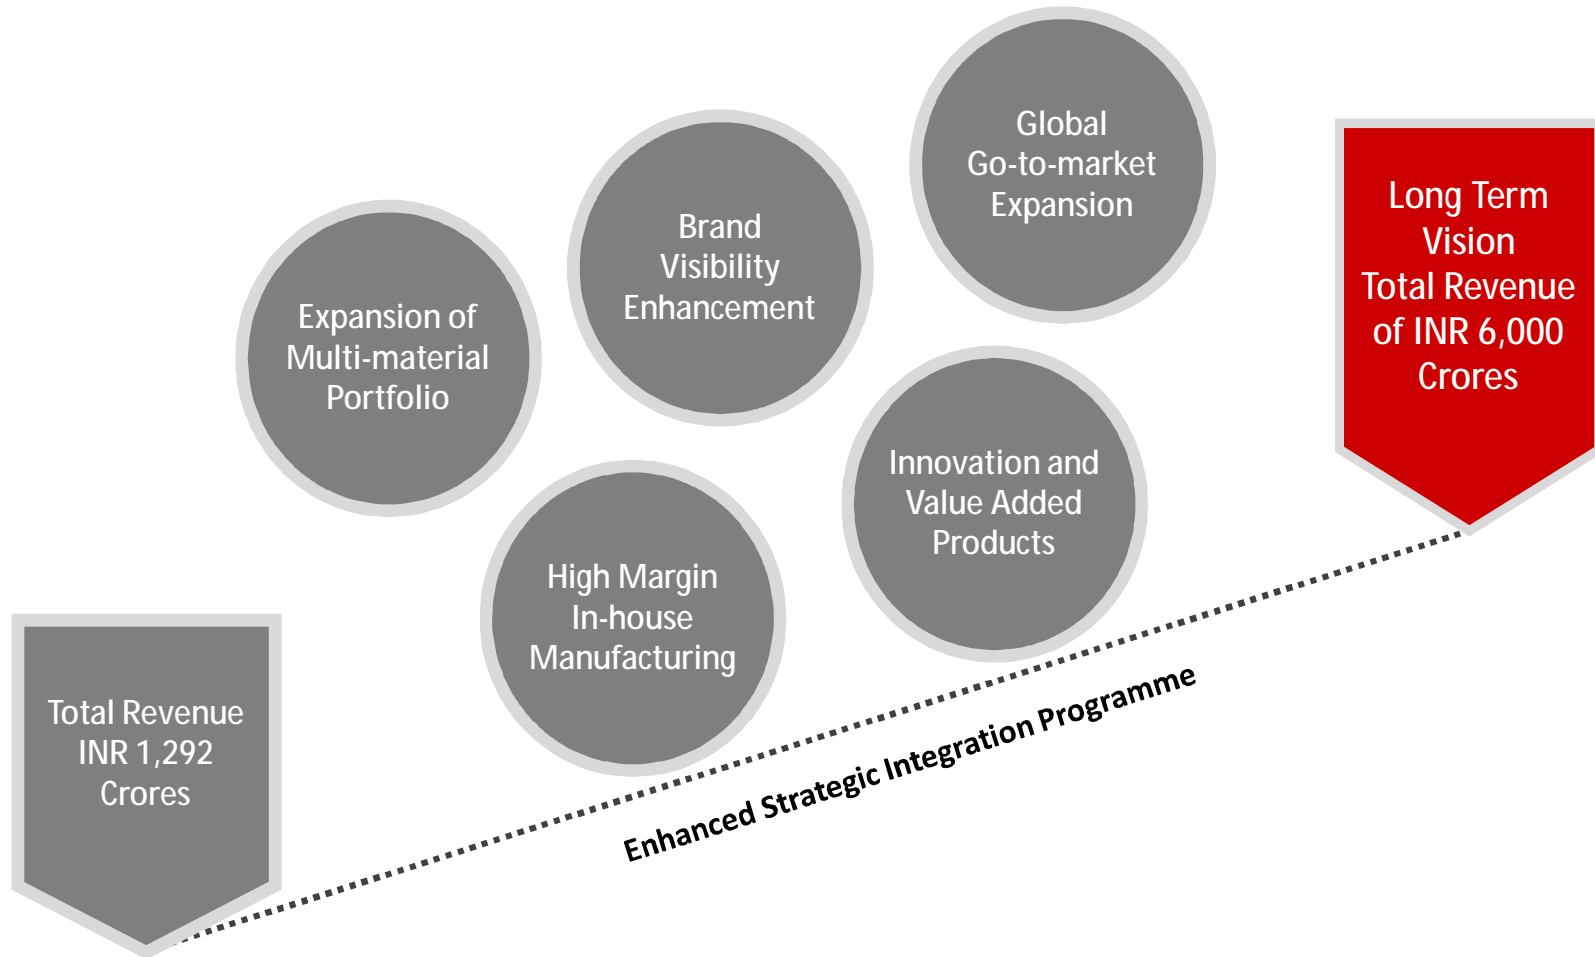 Global
Go-to-market
Expansion
Brand
Visibility
Enhancement
Expansion of
Multi-material
Portfolio
Long Term
Vision
Total Revenue
of INR 6,000
Crores
Innovation and
Value Added
Products
High Margin
In-house
Manufacturing
Total Revenue
INR 1,292
Crores
Enhanced Strategic Integration Programme